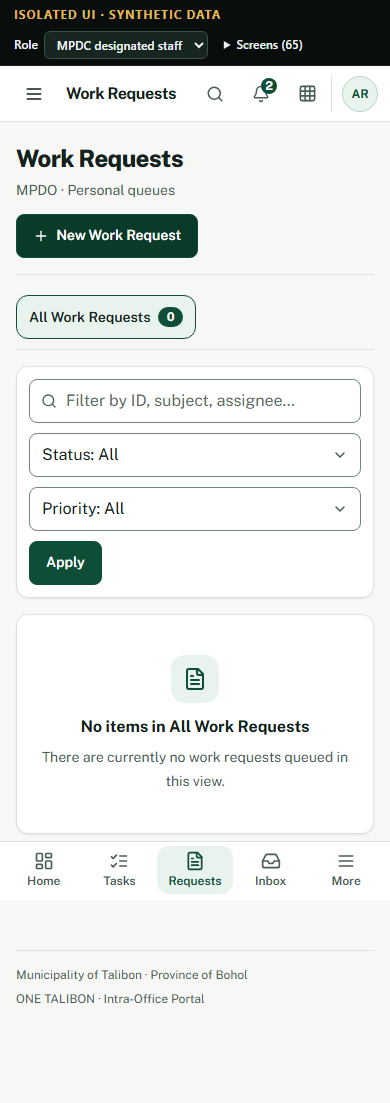 ISOLATED UI · SYNTHETIC DATA
Role MPDC designated staff ▶ Screens (65)
Work Requests 2 AR
Work Requests
MPDO · Personal queues
+ New Work Request
All Work Requests 0
Filter by ID, subject, assignee...
Status: All
Priority: All
Apply
No items in All Work Requests
There are currently no work requests queued in
this view.
Home Tasks Requests Inbox More
Municipality of Talibon · Province of Bohol
ONE TALIBON · Intra-Office Portal